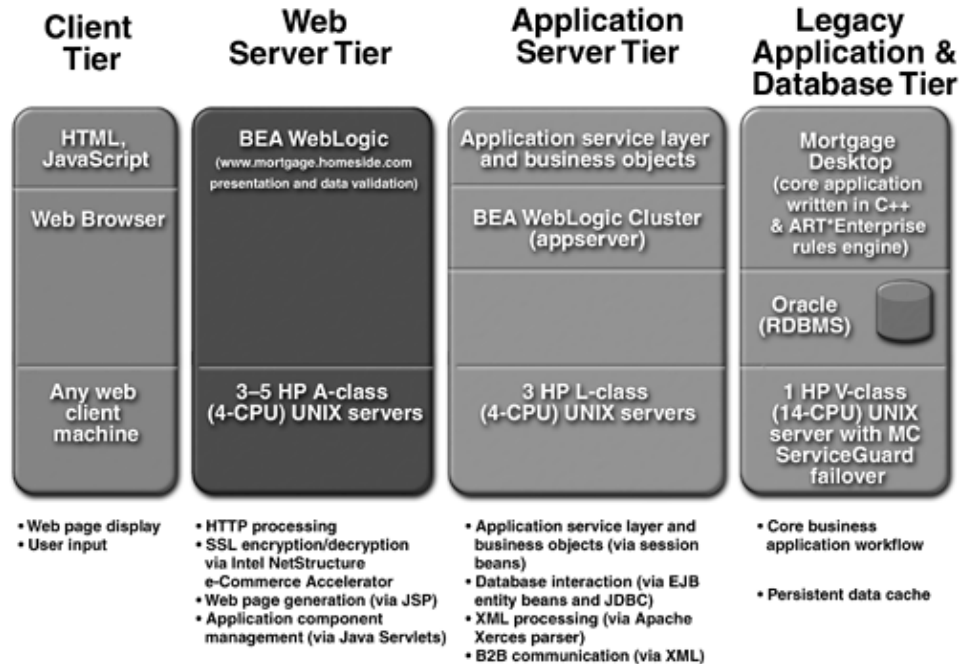 Client
Tier
Web
Server Tier
Application
Server Tier
Legacy
Application &
Database Tier
HTML,
JavaScript
Web Browser
Any web
client
machine
BEA WebLogic
(www.mortgage.homeside.com
presentation and data validation)
3–5 HP A-class
(4-CPU) UNIX servers
Application service layer
and business objects
BEA WebLogic Cluster
(appserver)
3 HP L-class
(4-CPU) UNIX servers
Mortgage
Desktop
(core application
written in C++
& ART*Enterprise
rules engine)
Oracle
(RDBMS)
1 HP V-class
(14-CPU) UNIX
server with MC
ServiceGuard
failover
• Web page display
• User input
• HTTP processing
• SSL encryption/decryption
via Intel NetStructure
e-Commerce Accelerator
• Web page generation (via JSP)
• Application component
management (via Java Servlets)
• Application service layer and
business objects (via session
beans)
• Database interaction (via EJB
entity beans and JDBC)
• XML processing (via Apache
Xerces parser)
• B2B communication (via XML)
• Core business
application workflow
• Persistent data cache